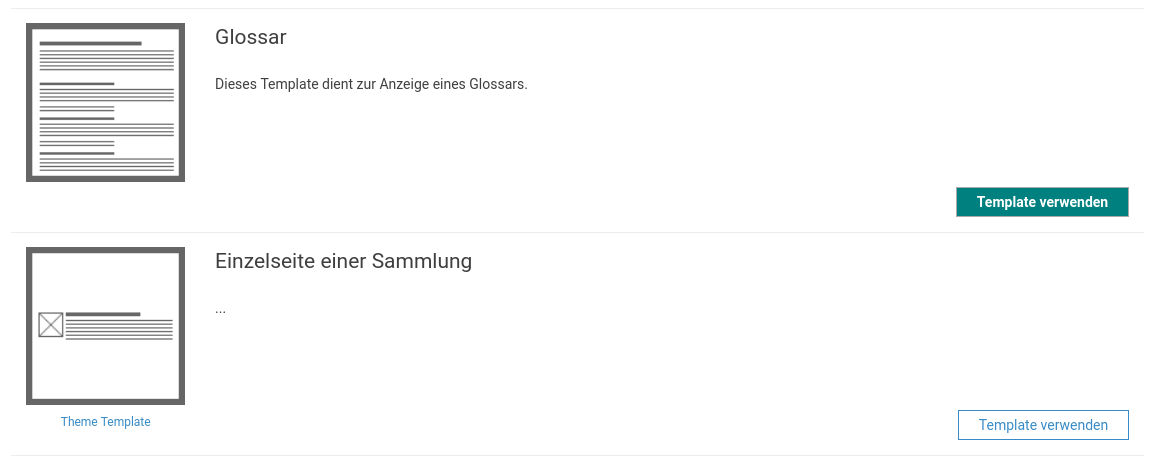 Glossar
Dieses Template dient zur Anzeige eines Glossars.
Template verwenden
Einzelseite einer Sammlung
...
Theme Template
Template verwenden